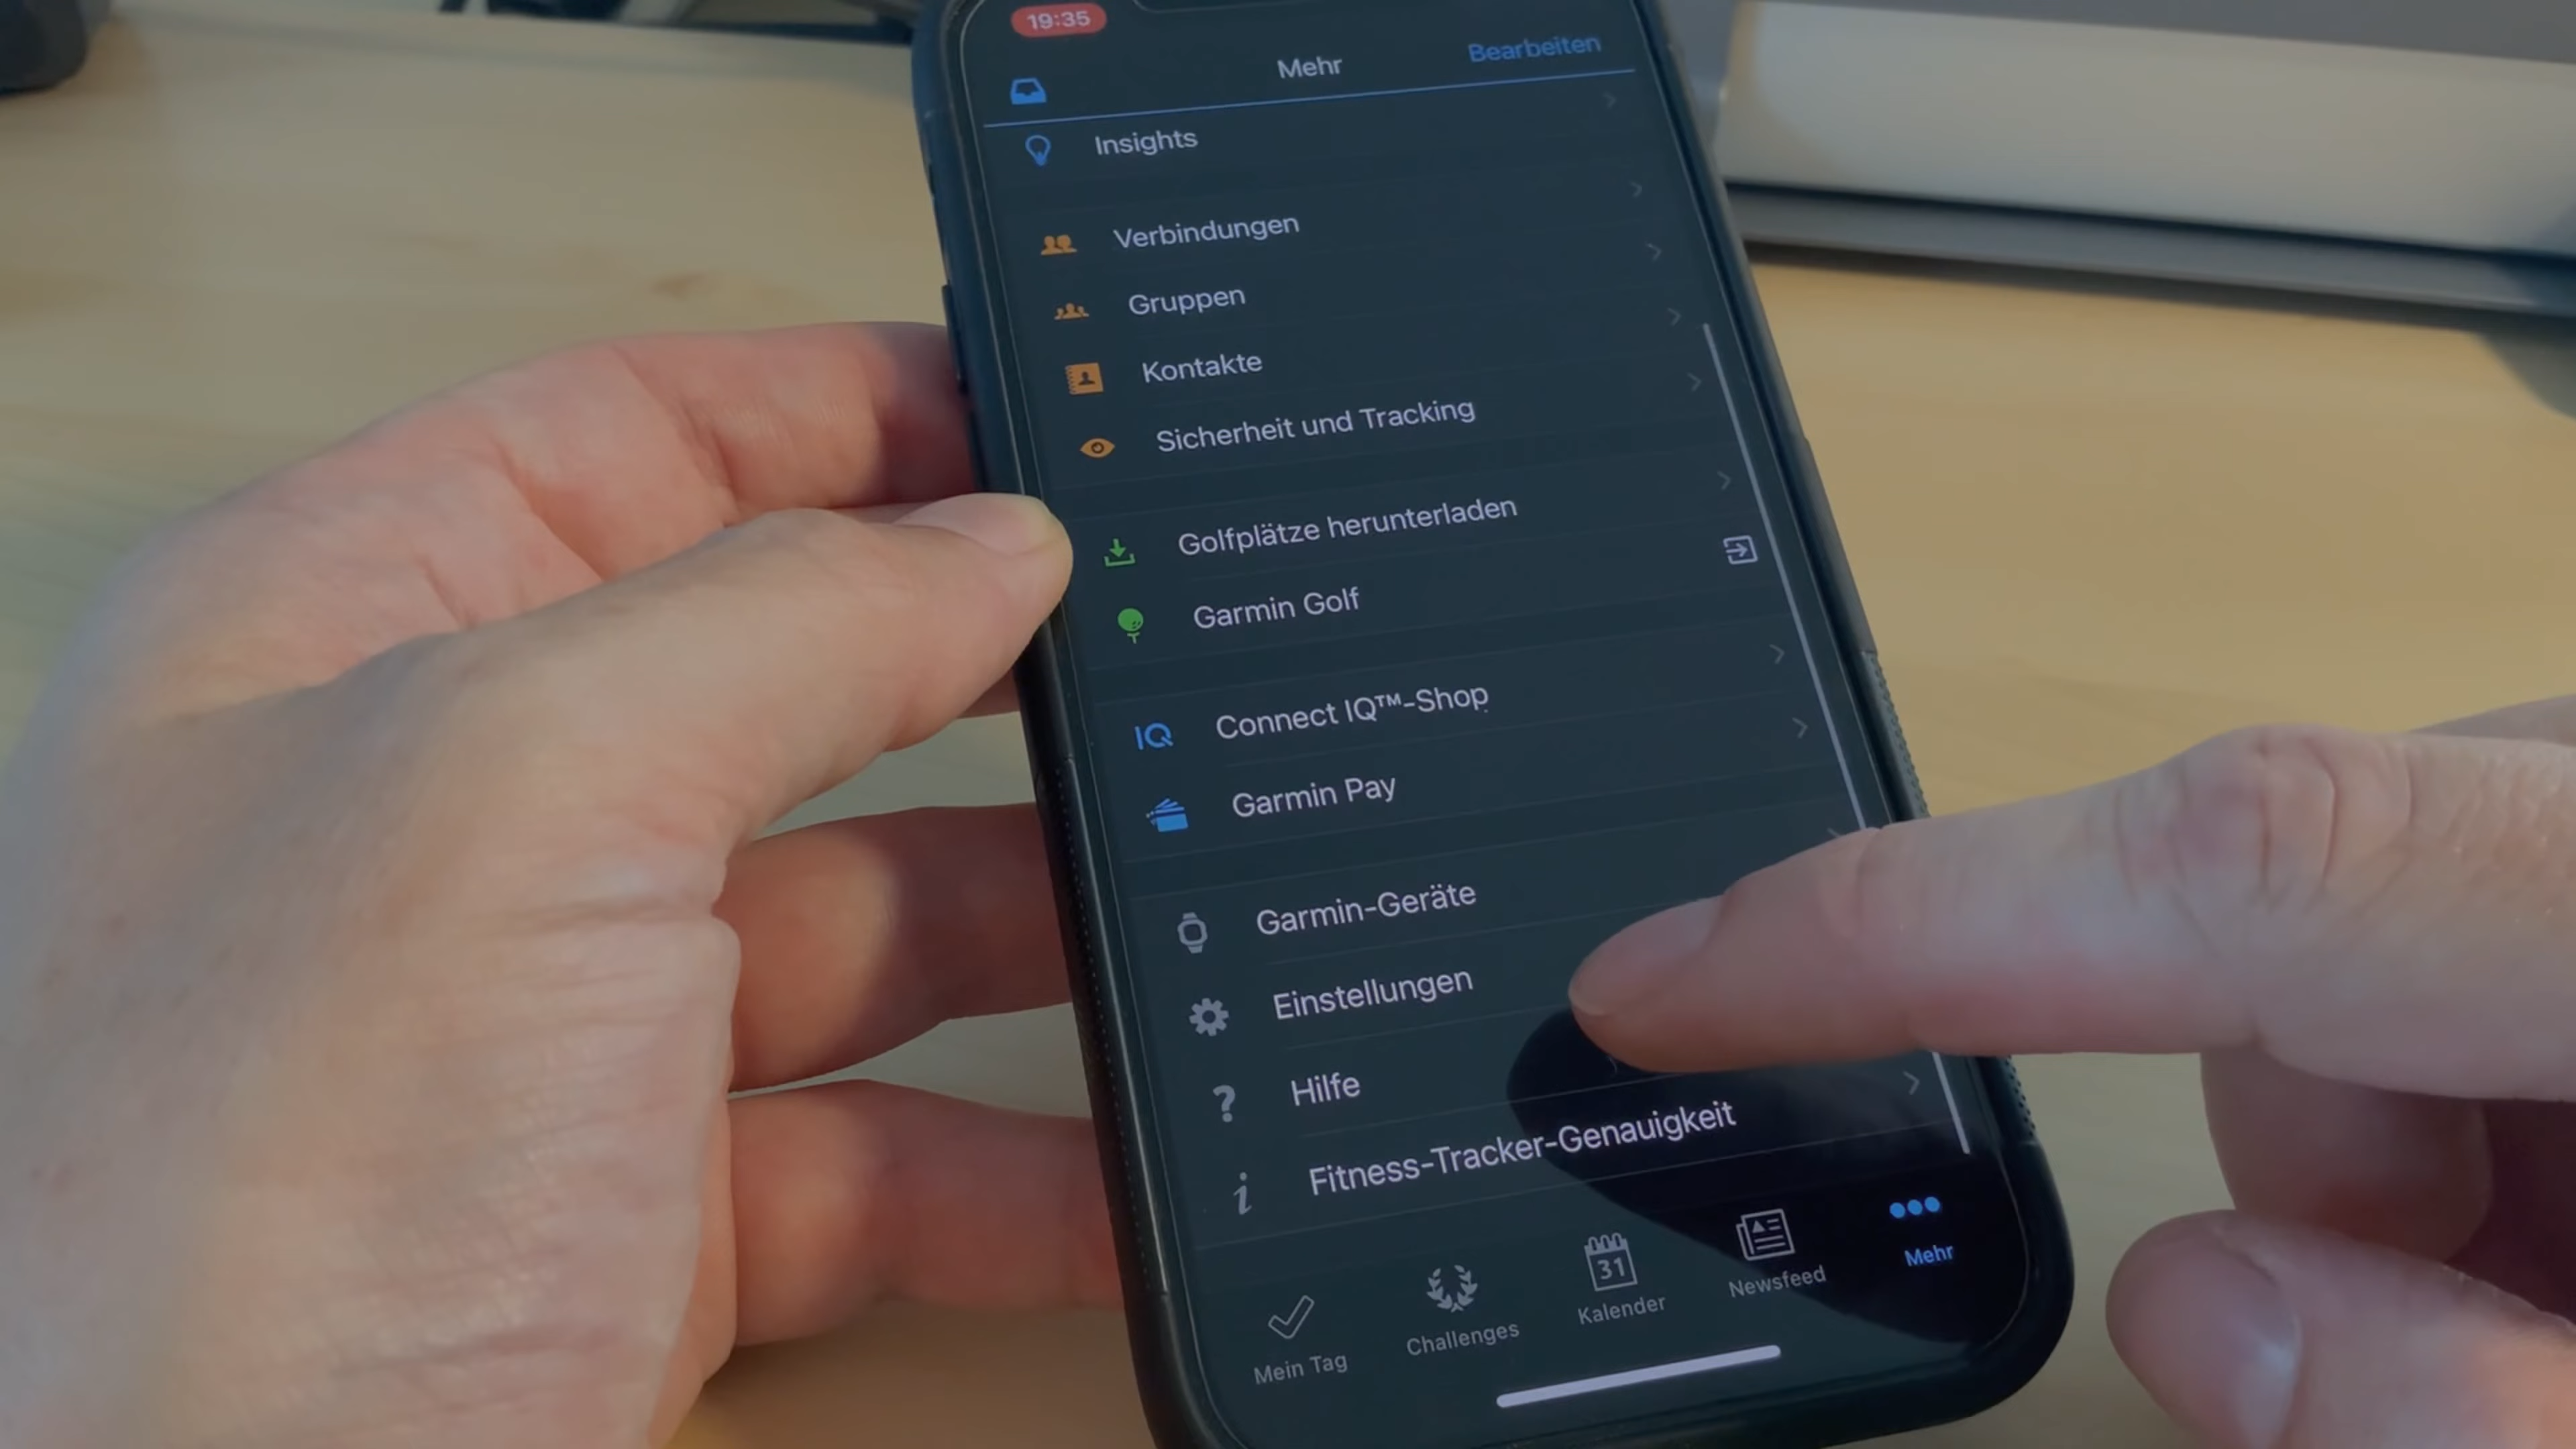 19:35
Mehr
Bearbeiten
Insights
Verbindungen
Gruppen
Kontakte
Sicherheit und Tracking
Golfplätze herunterladen
Garmin Golf
IQ
Connect IQ™-Shop
Garmin Pay
Garmin-Geräte
Einstellungen
? Hilfe
i Fitness-Tracker-Genauigkeit
31
Mein Tag
Challenges
Kalender
Newsfeed
Mehr